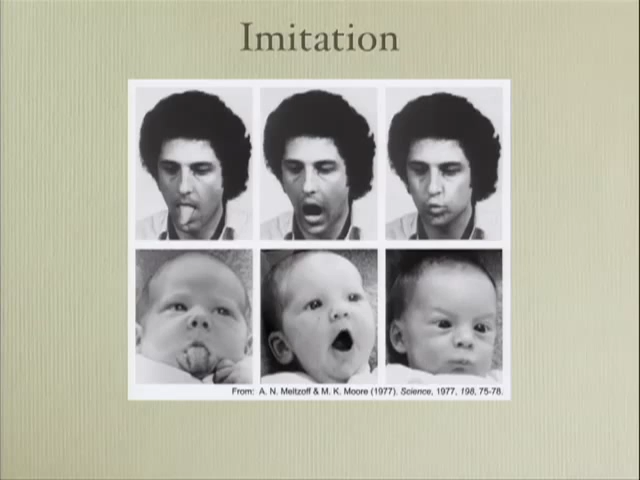 Imitation
From: A. N. Meltzoff & M. K. Moore (1977). Science, 1977, 198, 75-78.